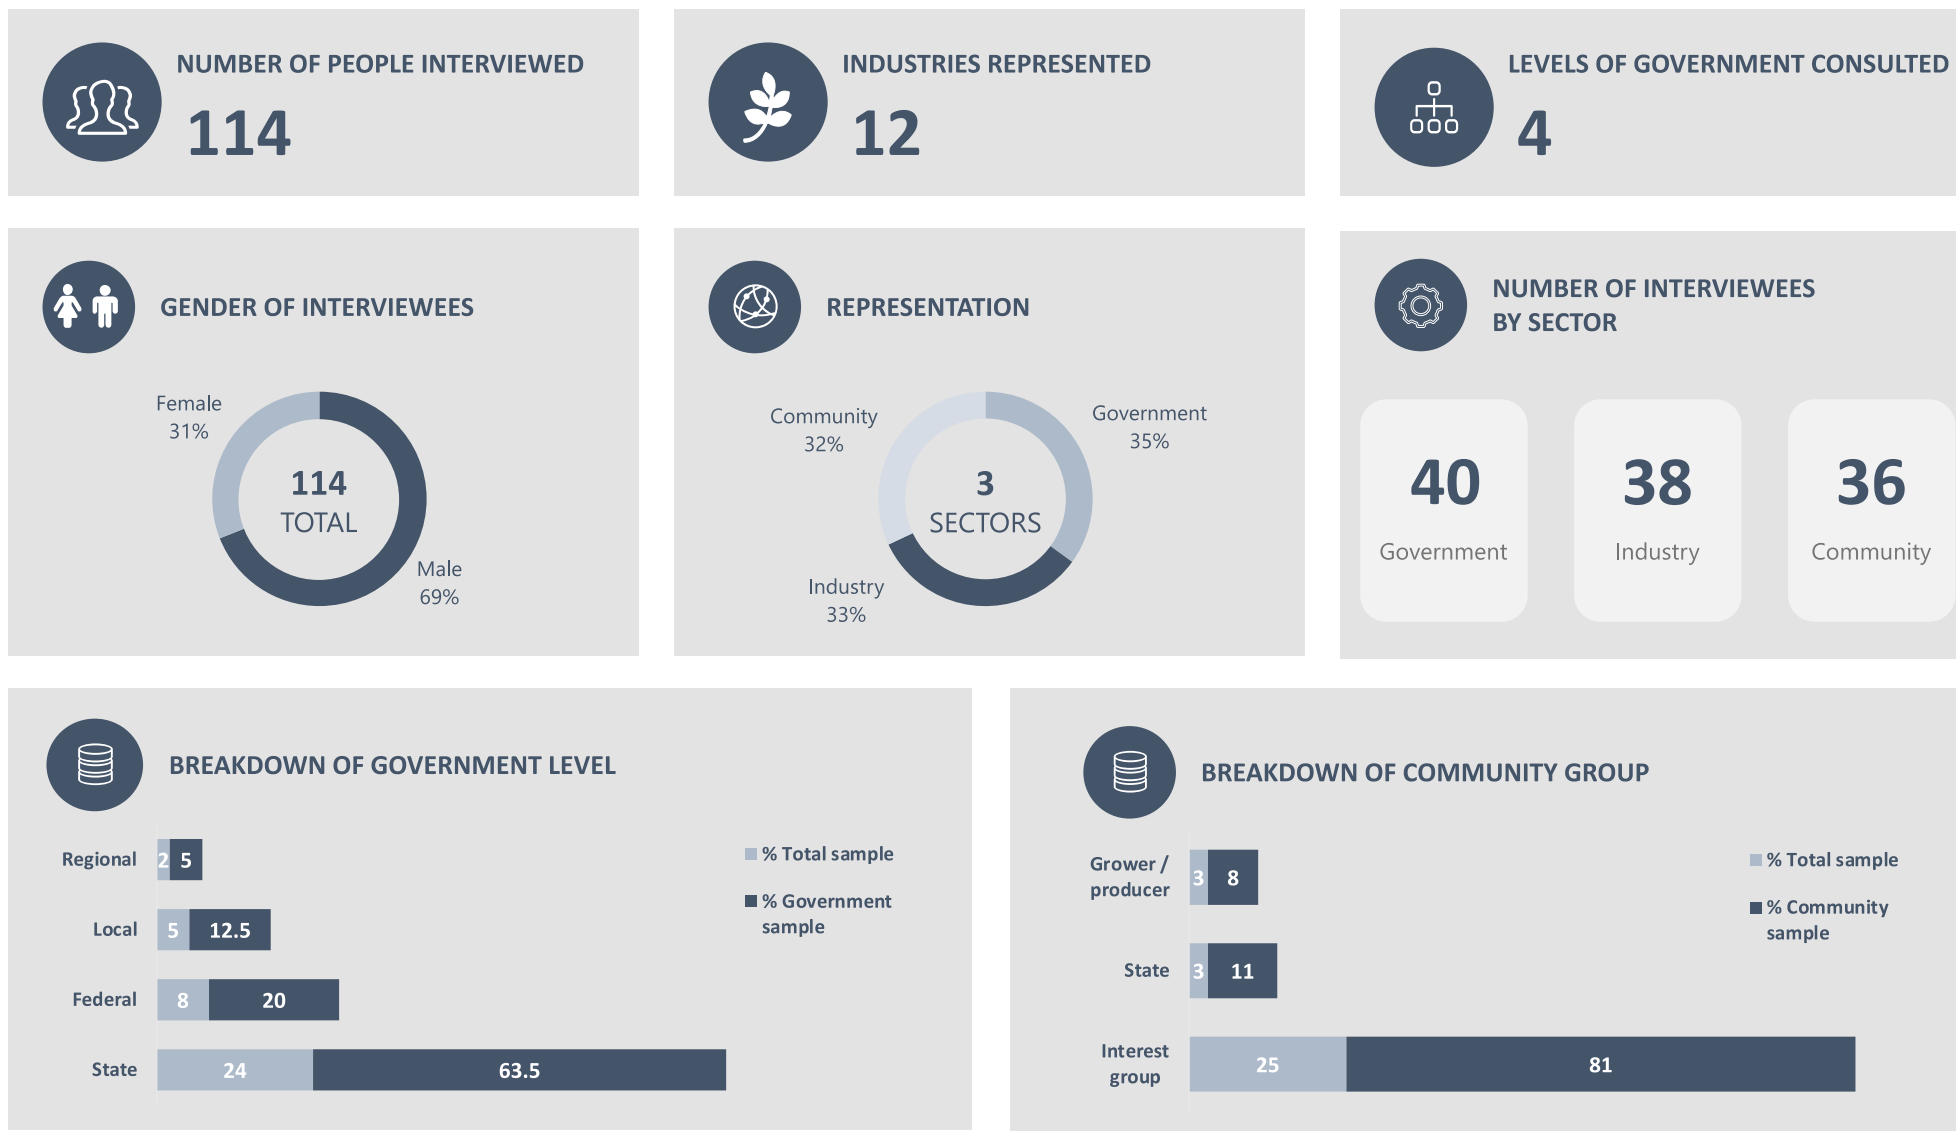 NUMBER OF PEOPLE INTERVIEWED
114
INDUSTRIES REPRESENTED
12
LEVELS OF GOVERNMENT CONSULTED
4
GENDER OF INTERVIEWEES
Female
31%
114
TOTAL
Male
69%
REPRESENTATION
Community
32%
Government
35%
3
SECTORS
Industry
33%
NUMBER OF INTERVIEWEES
BY SECTOR
40
Government
38
Industry
36
Community
BREAKDOWN OF GOVERNMENT LEVEL
Regional
2 5
Local
5 12.5
Federal
8 20
State
24 63.5
% Total sample
% Government
sample
BREAKDOWN OF COMMUNITY GROUP
Grower /
producer
3 8
State
3 11
Interest
group
25 81
% Total sample
% Community
sample